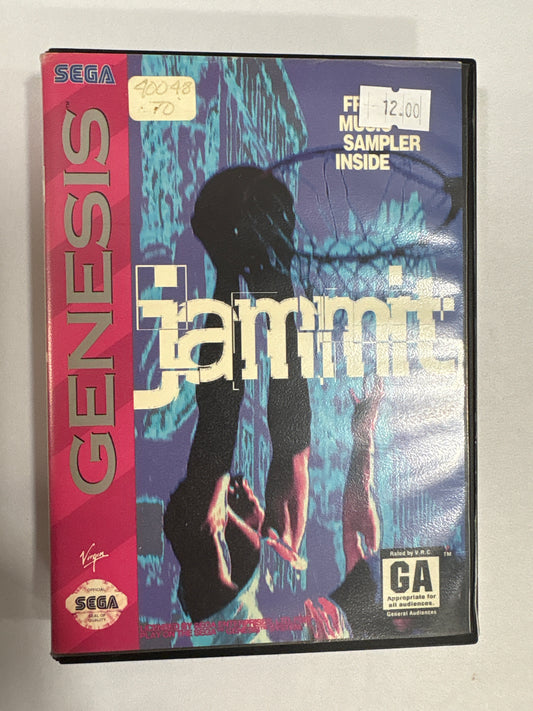 SEGA
GENESIS™
40048
70
12.00
MUSIC
SAMPLER
INSIDE
jammit
Virgin
OFFICIAL
SEGA
SEAL OF QUALITY
Rated by V.R.C.
TM
GA
Appropriate for
all audiences.
General Audiences